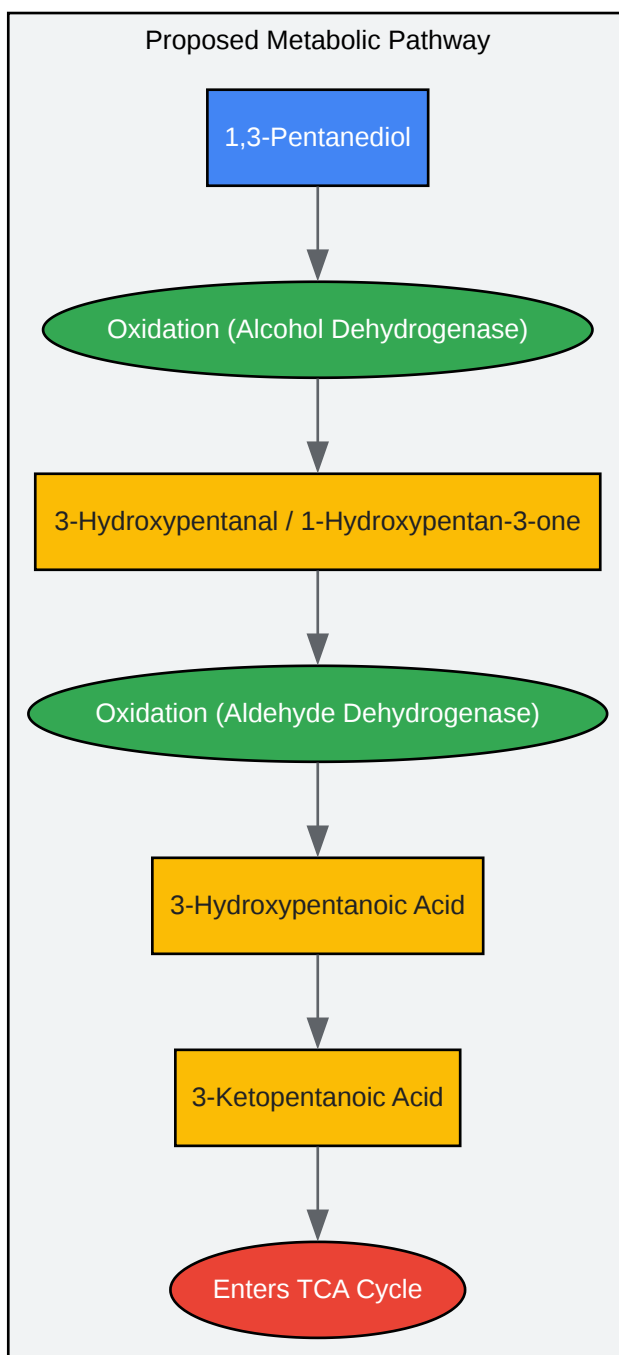 Proposed Metabolic Pathway
1,3-Pentanediol
Oxidation (Alcohol Dehydrogenase)
3-Hydroxypentanal / 1-Hydroxypentan-3-one
Oxidation (Aldehyde Dehydrogenase)
3-Hydroxypentanoic Acid
3-Ketopentanoic Acid
Enters TCA Cycle